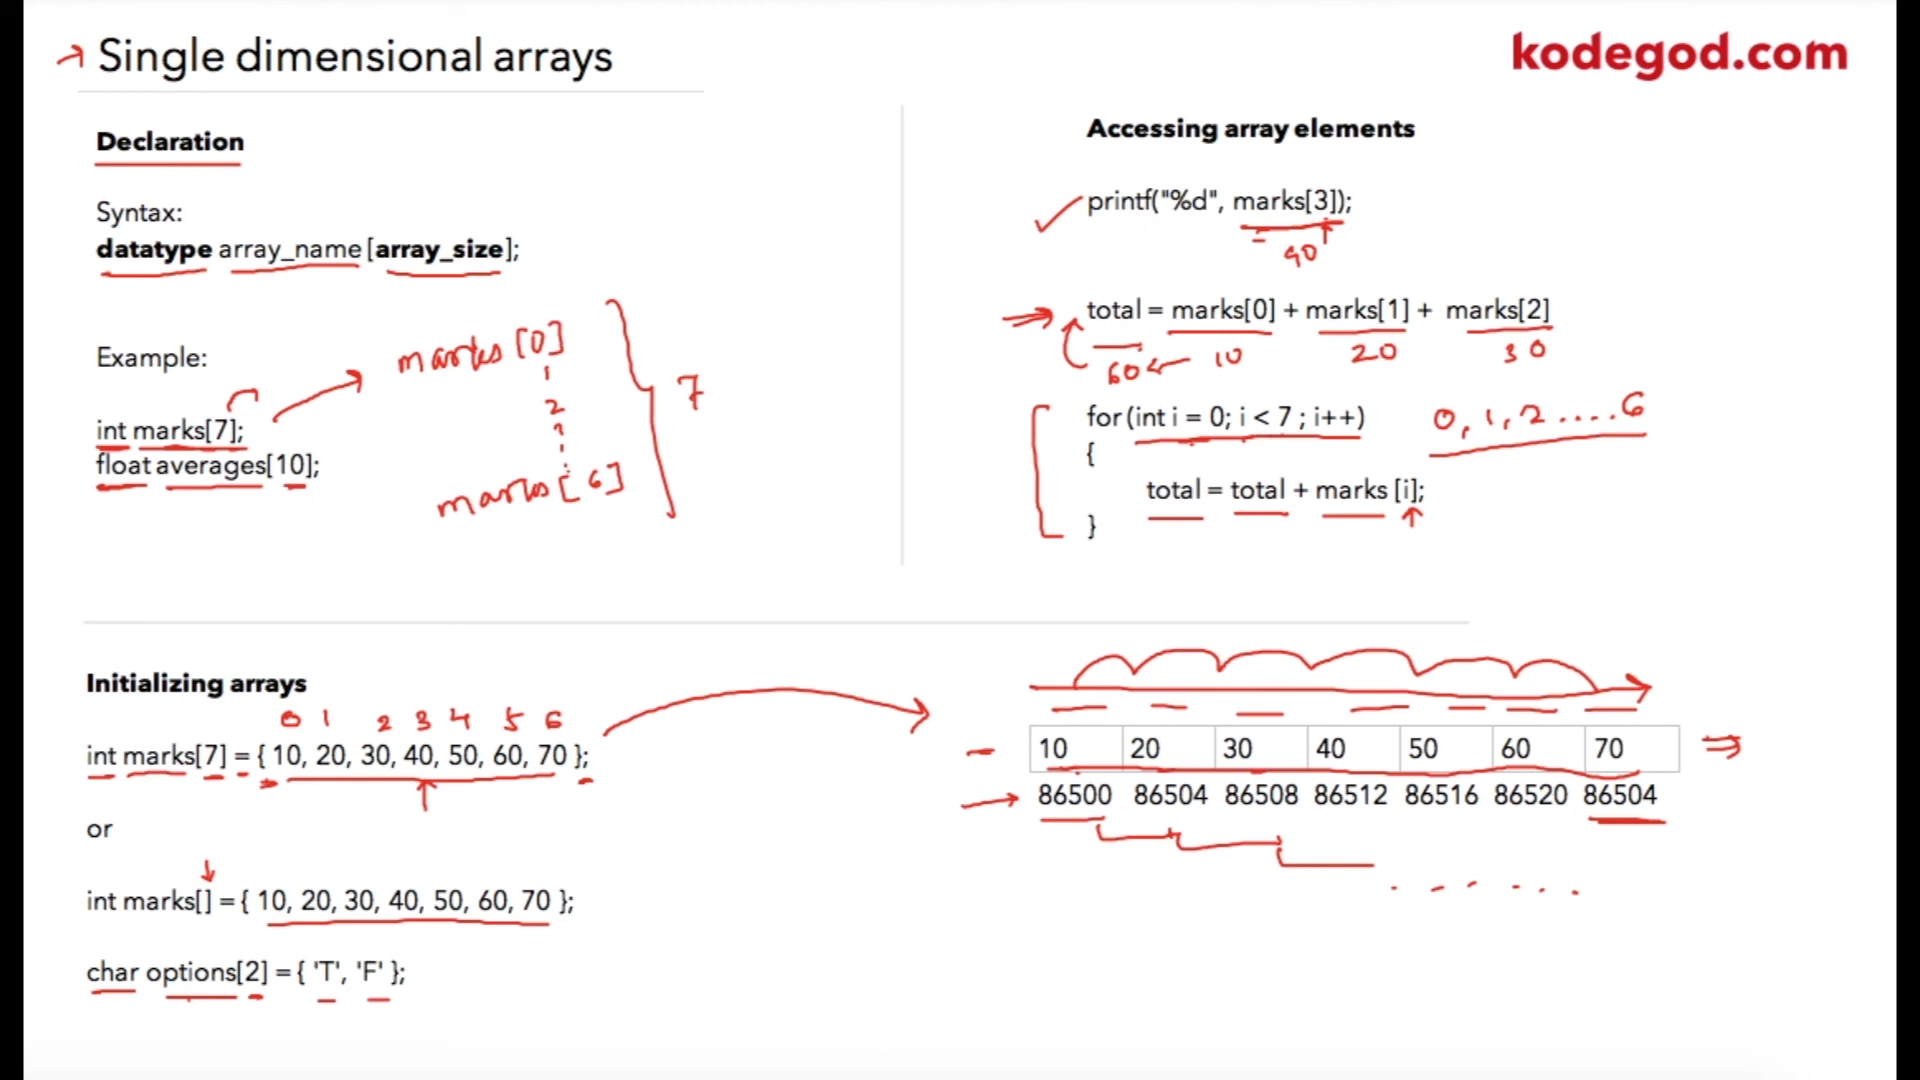 Single dimensional arrays
kodegod.com
Declaration
Syntax:
datatype array_name [array_size];
Example:
int marks[7];
float averages[10];
marks [0]
1
2
marks [6]
7
Accessing array elements
printf("%d", marks[3]);
40
total = marks[0] + marks[1] + marks[2]
60 10 20 30
for (int i = 0; i < 7 ; i++) 0, 1, 2 .... 6
{
total = total + marks [i];
}
Initializing arrays
0 1 2 3 4 5 6
int marks[7] = { 10, 20, 30, 40, 50, 60, 70 };
or
int marks[] = { 10, 20, 30, 40, 50, 60, 70 };
char options[2] = { 'T', 'F' };
10 20 30 40 50 60 70
86500 86504 86508 86512 86516 86520 86504